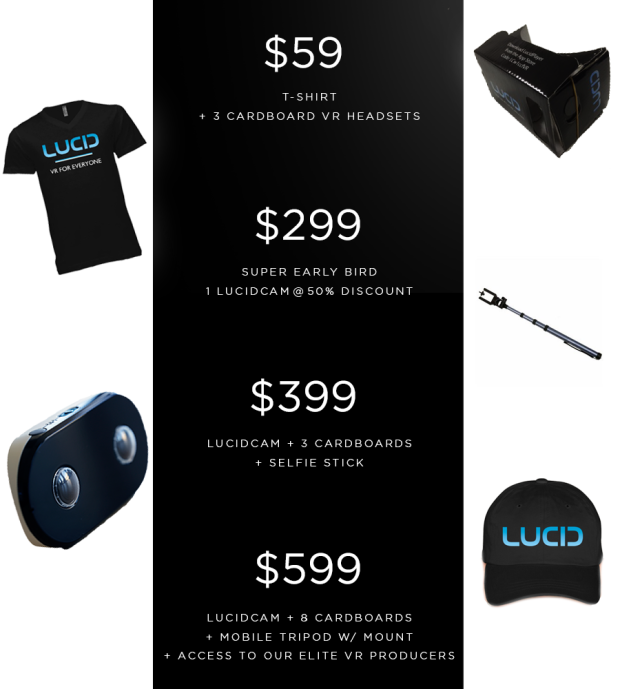 $59
T-SHIRT
+ 3 CARDBOARD VR HEADSETS
LUCID
VR FOR EVERYONE
LUCID
LUCID
$299
SUPER EARLY BIRD
1 LUCIDCAM@50% DISCOUNT
$399
LUCIDCAM + 3 CARDBOARDS
+ SELFIE STICK
LUCID
$599
LUCIDCAM + 8 CARDBOARDS
+ MOBILE TRIPOD W/ MOUNT
+ ACCESS TO OUR ELITE VR PRODUCERS